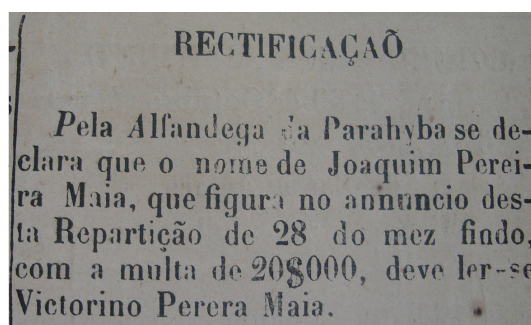 RECTIFICAÇAÕ
Pela Alfandega da Parahyba se de-
clara que o nome de Joaquim Perei-
ra Maia, que figura no annuncio des-
ta Repartição de 28 do mez findo,
com a multa de 20$000, deve ler-se
Victorino Perera Maia.